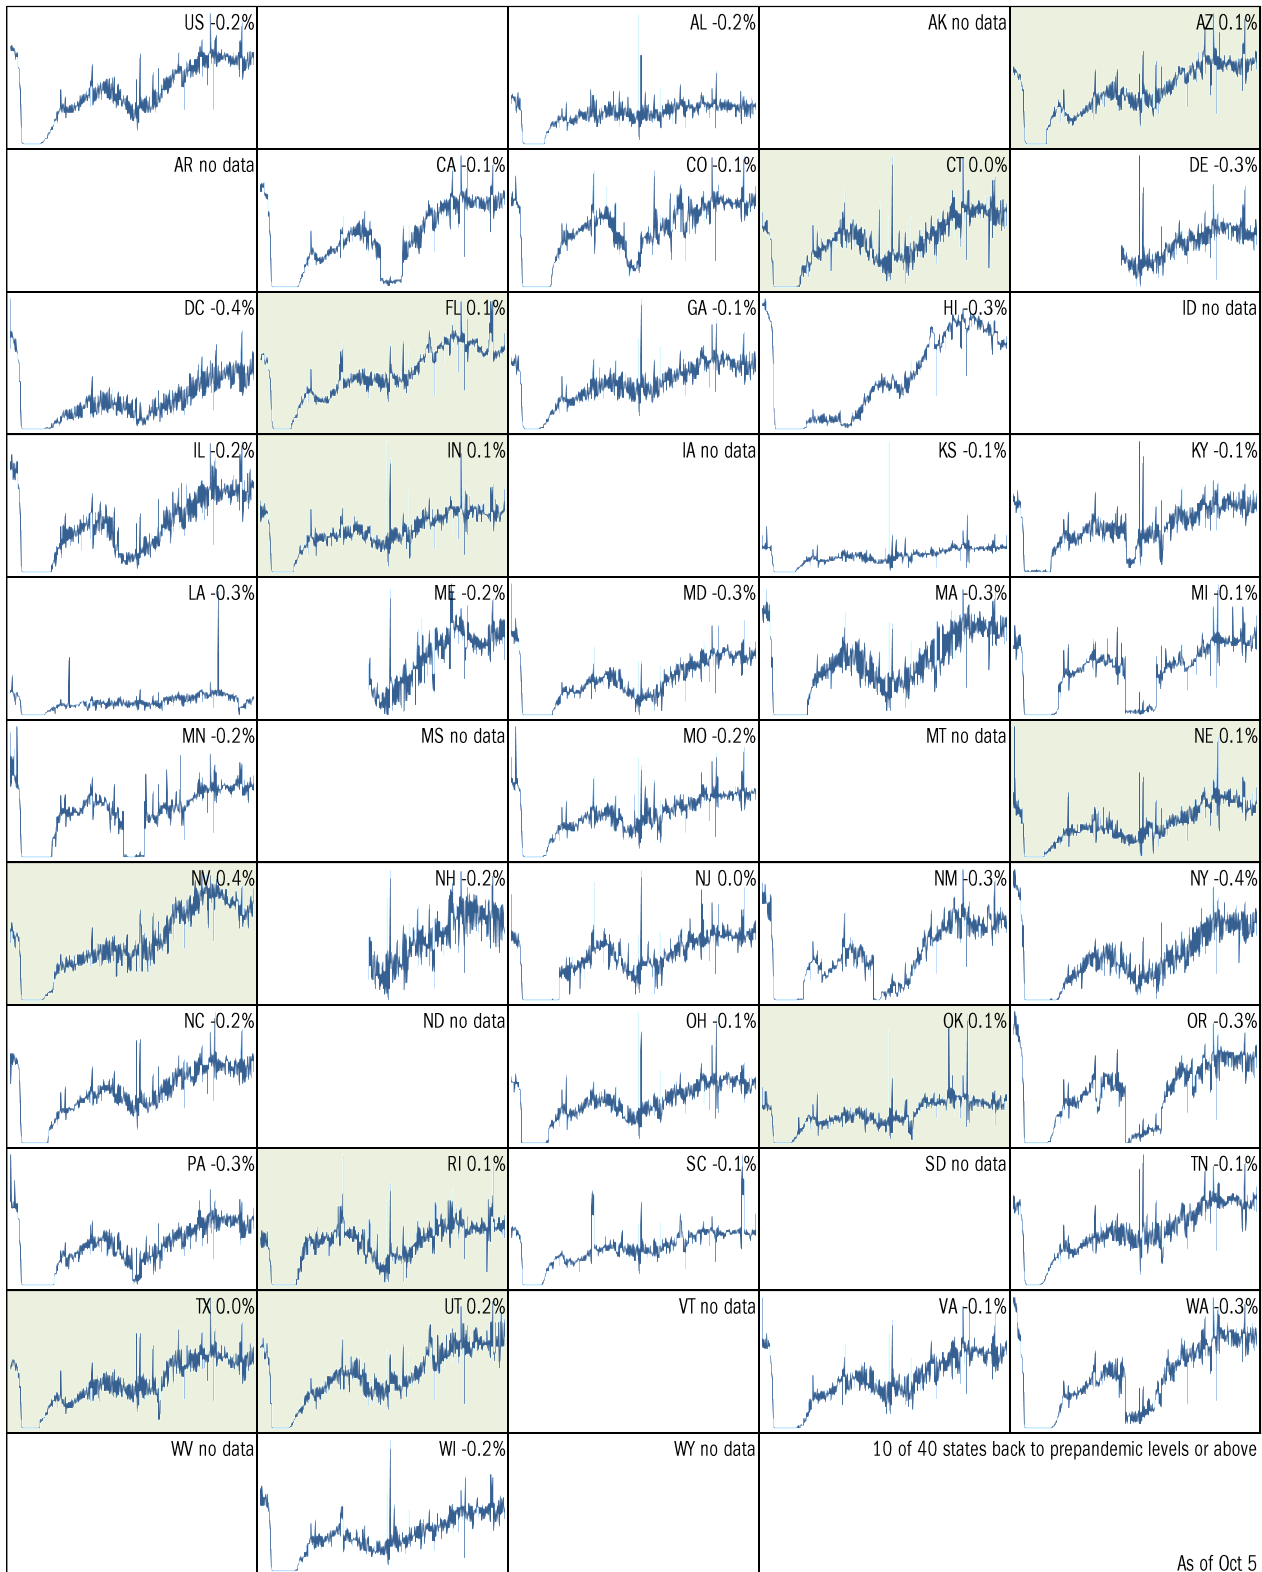 US -0.2%
AL -0.2%
AK no data
AZ 0.1%
AR no data
CA -0.1%
CO -0.1%
CT 0.0%
DE -0.3%
DC -0.4%
FL 0.1%
GA -0.1%
HI -0.3%
ID no data
IL -0.2%
IN 0.1%
IA no data
KS -0.1%
KY -0.1%
LA -0.3%
ME -0.2%
MD -0.3%
MA -0.3%
MI -0.1%
MN -0.2%
MS no data
MO -0.2%
MT no data
NE 0.1%
NV 0.4%
NH -0.2%
NJ 0.0%
NM -0.3%
NY -0.4%
NC -0.2%
ND no data
OH -0.1%
OK 0.1%
OR -0.3%
PA -0.3%
RI 0.1%
SC -0.1%
SD no data
TN -0.1%
TX 0.0%
UT 0.2%
VT no data
VA -0.1%
WA -0.3%
WV no data
WI -0.2%
WY no data
10 of 40 states back to prepandemic levels or above
As of Oct 5